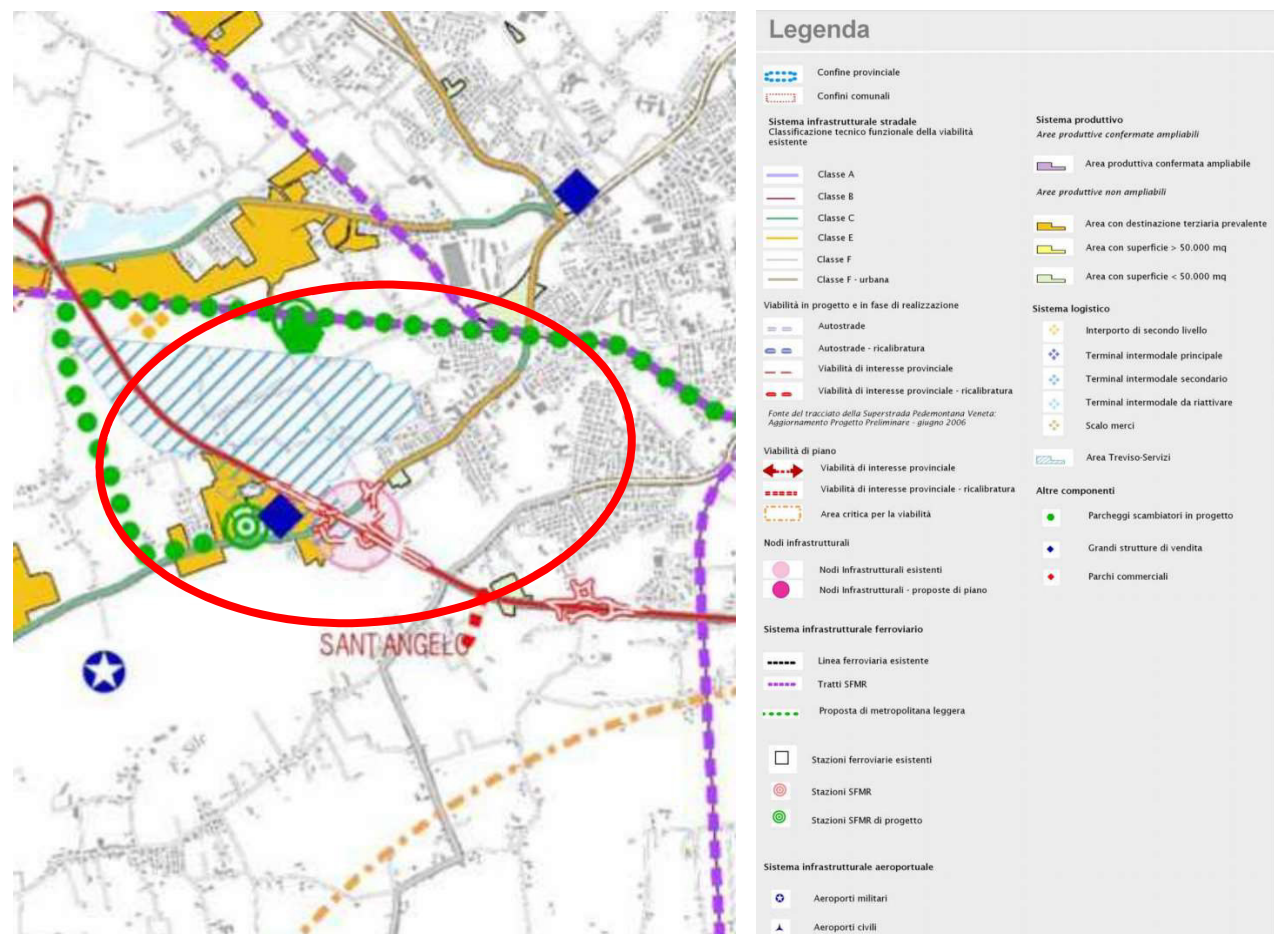 SANT'ANGELO
Sile
Legenda
Confine provinciale
Confini comunali
Sistema infrastrutturale stradale
Classificazione tecnico funzionale della viabilità
esistente
Classe A
Classe B
Classe C
Classe E
Classe F
Classe F - urbana
Viabilità in progetto e in fase di realizzazione
Autostrade
Autostrade - ricalibratura
Viabilità di interesse provinciale
Viabilità di interesse provinciale - ricalibratura
Fonte del tracciato della Superstrada Pedemontana Veneta:
Aggiornamento Progetto Preliminare - giugno 2006
Viabilità di piano
Viabilità di interesse provinciale
Viabilità di interesse provinciale - ricalibratura
Area critica per la viabilità
Nodi infrastrutturali
Nodi Infrastrutturali esistenti
Nodi Infrastrutturali - proposte di piano
Sistema infrastrutturale ferroviario
Linea ferroviaria esistente
Tratti SFMR
Proposta di metropolitana leggera
Stazioni ferroviarie esistenti
Stazioni SFMR
Stazioni SFMR di progetto
Sistema infrastrutturale aeroportuale
Aeroporti militari
Aeroporti civili
Sistema produttivo
Aree produttive confermate ampliabili
Area produttiva confermata ampliabile
Aree produttive non ampliabili
Area con destinazione terziaria prevalente
Area con superficie > 50.000 mq
Area con superficie < 50.000 mq
Sistema logistico
Interporto di secondo livello
Terminal intermodale principale
Terminal intermodale secondario
Terminal intermodale da riattivare
Scalo merci
Area Treviso-Servizi
Altre componenti
Parcheggi scambiatori in progetto
Grandi strutture di vendita
Parchi commerciali